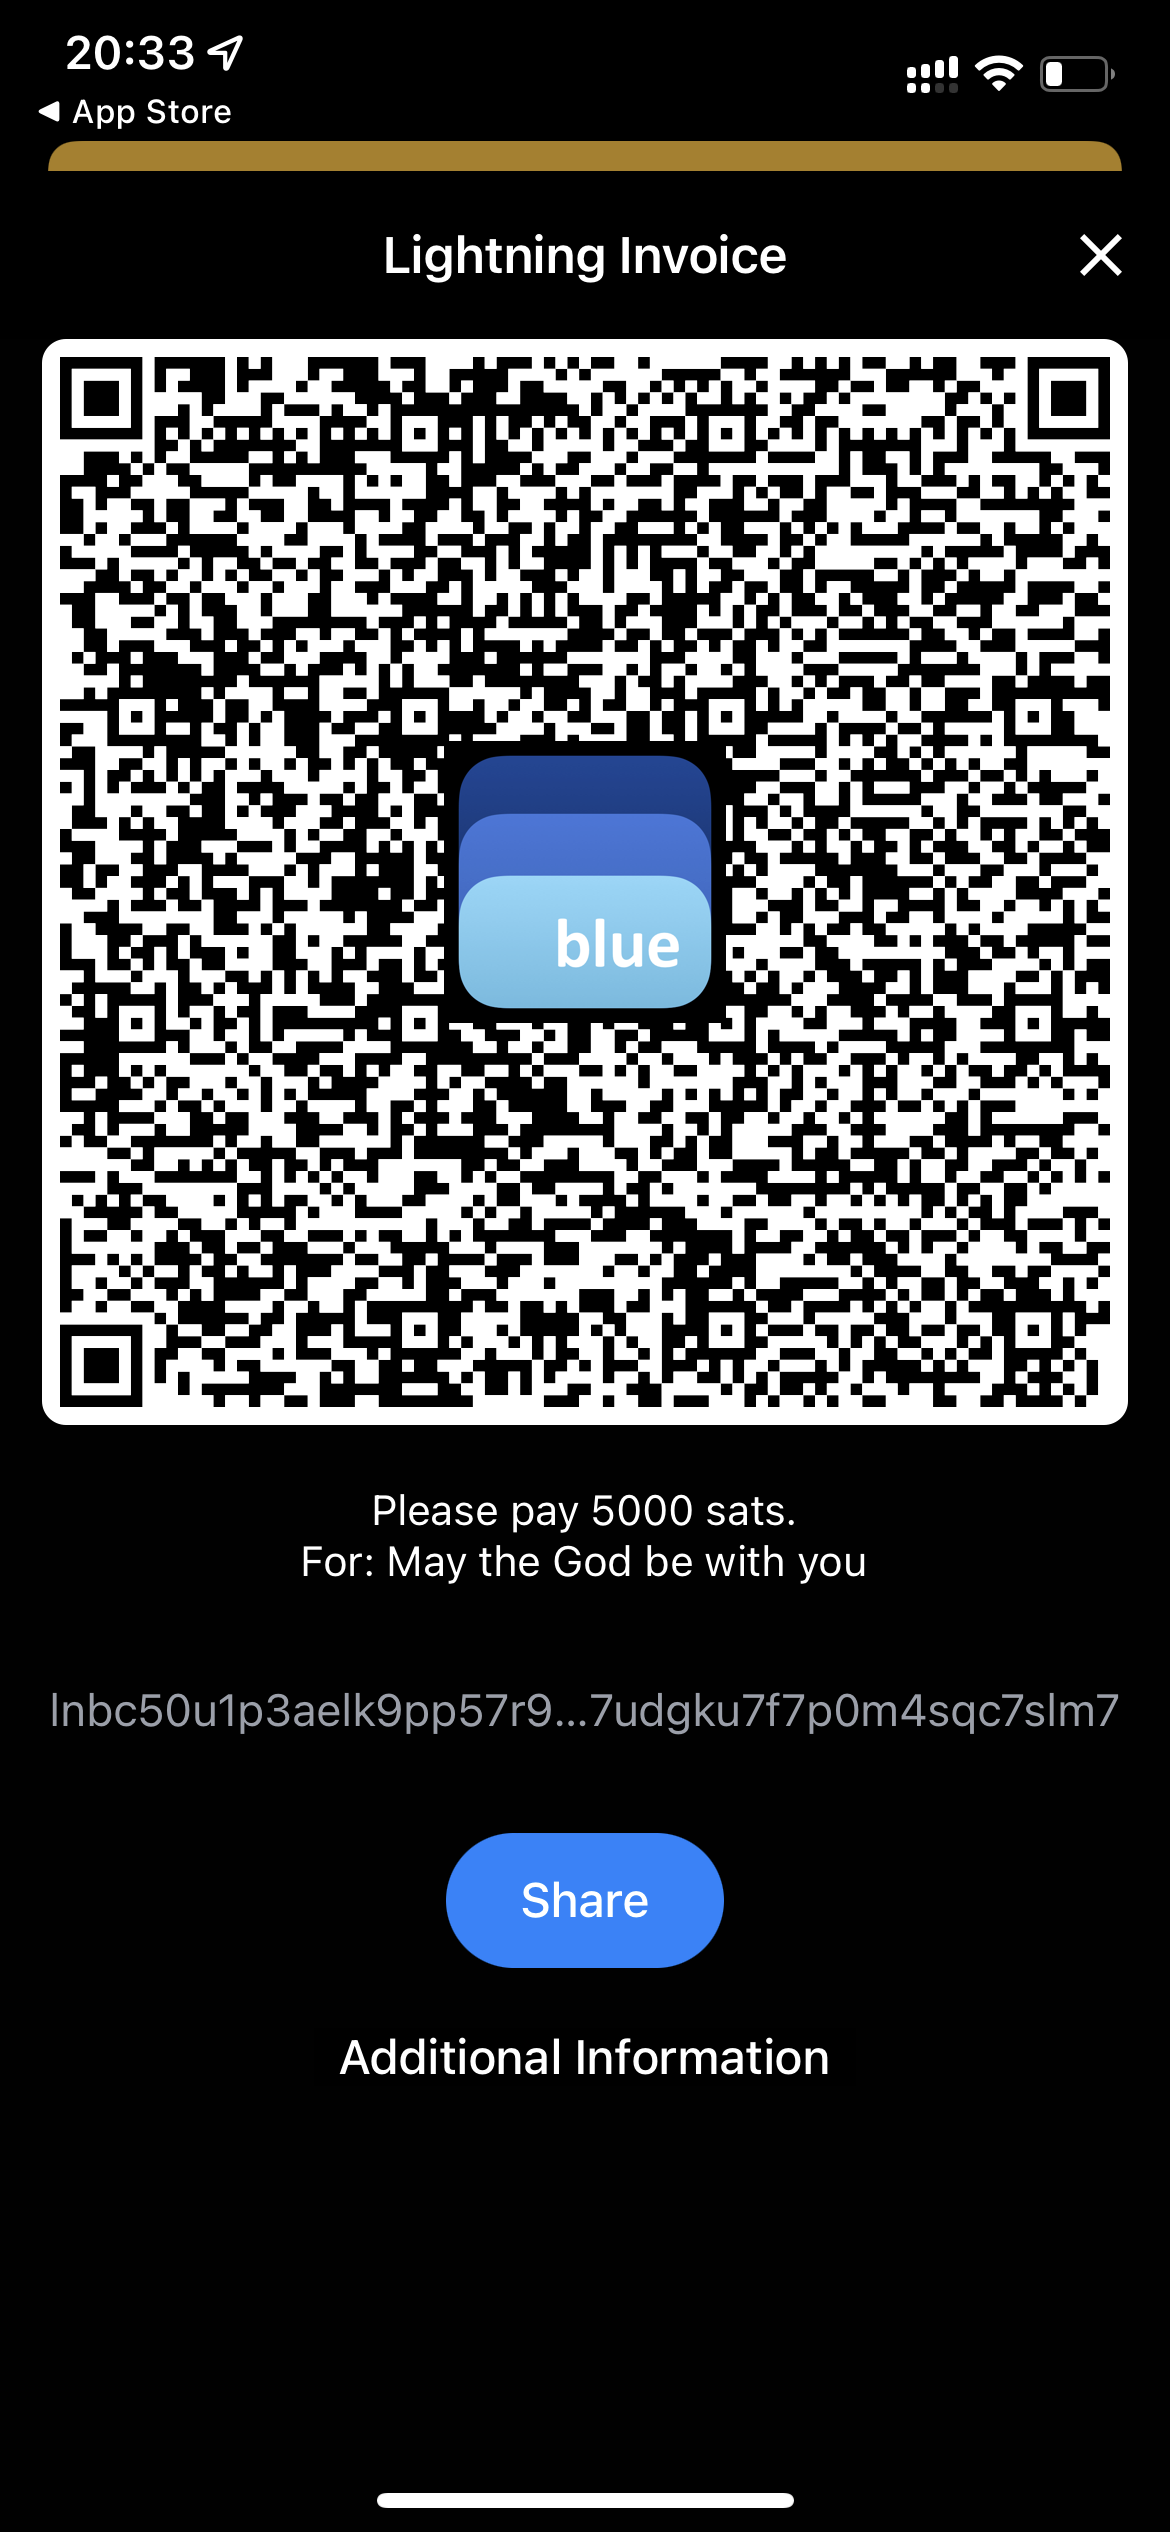 20:33
App Store
Lightning Invoice
blue
Please pay 5000 sats.
For: May the God be with you
lnbc50u1p3aelk9pp57r9...7udgku7f7p0m4sqc7slm7
Share
Additional Information